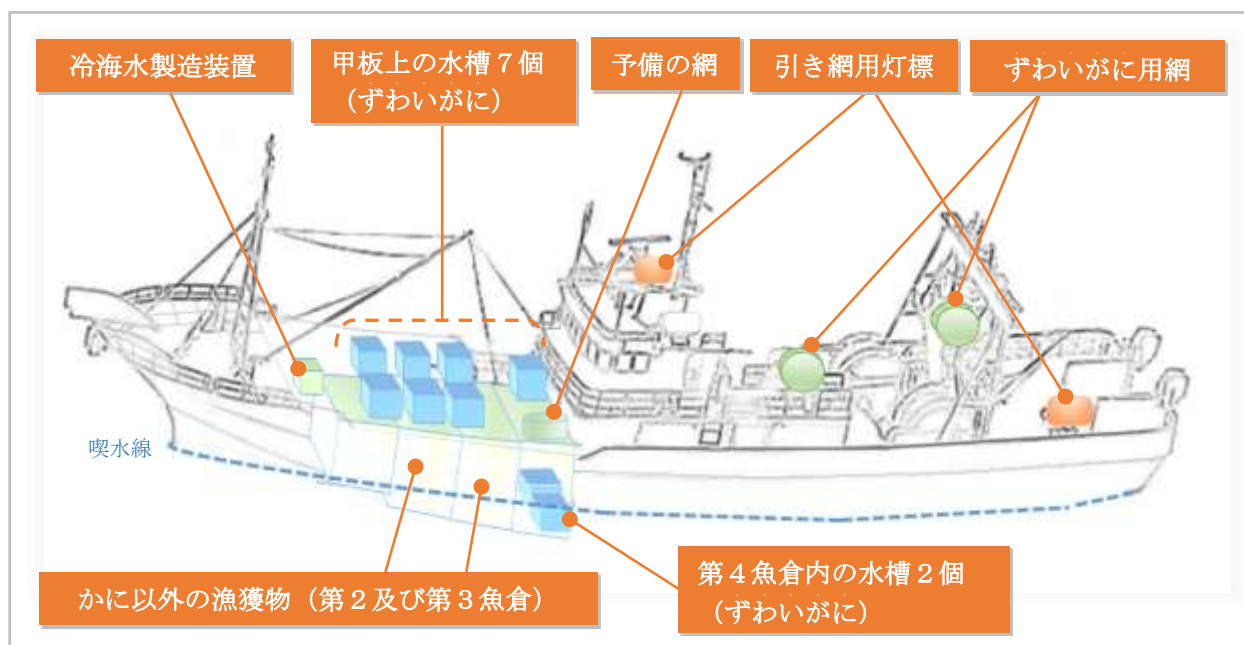 冷海水製造装置
甲板上の水槽7個
（ずわいがに）
予備の網
引き網用灯標
ずわいがに用網
喫水線
かに以外の漁獲物（第2及び第3魚倉）
第4魚倉内の水槽2個
（ずわいがに）